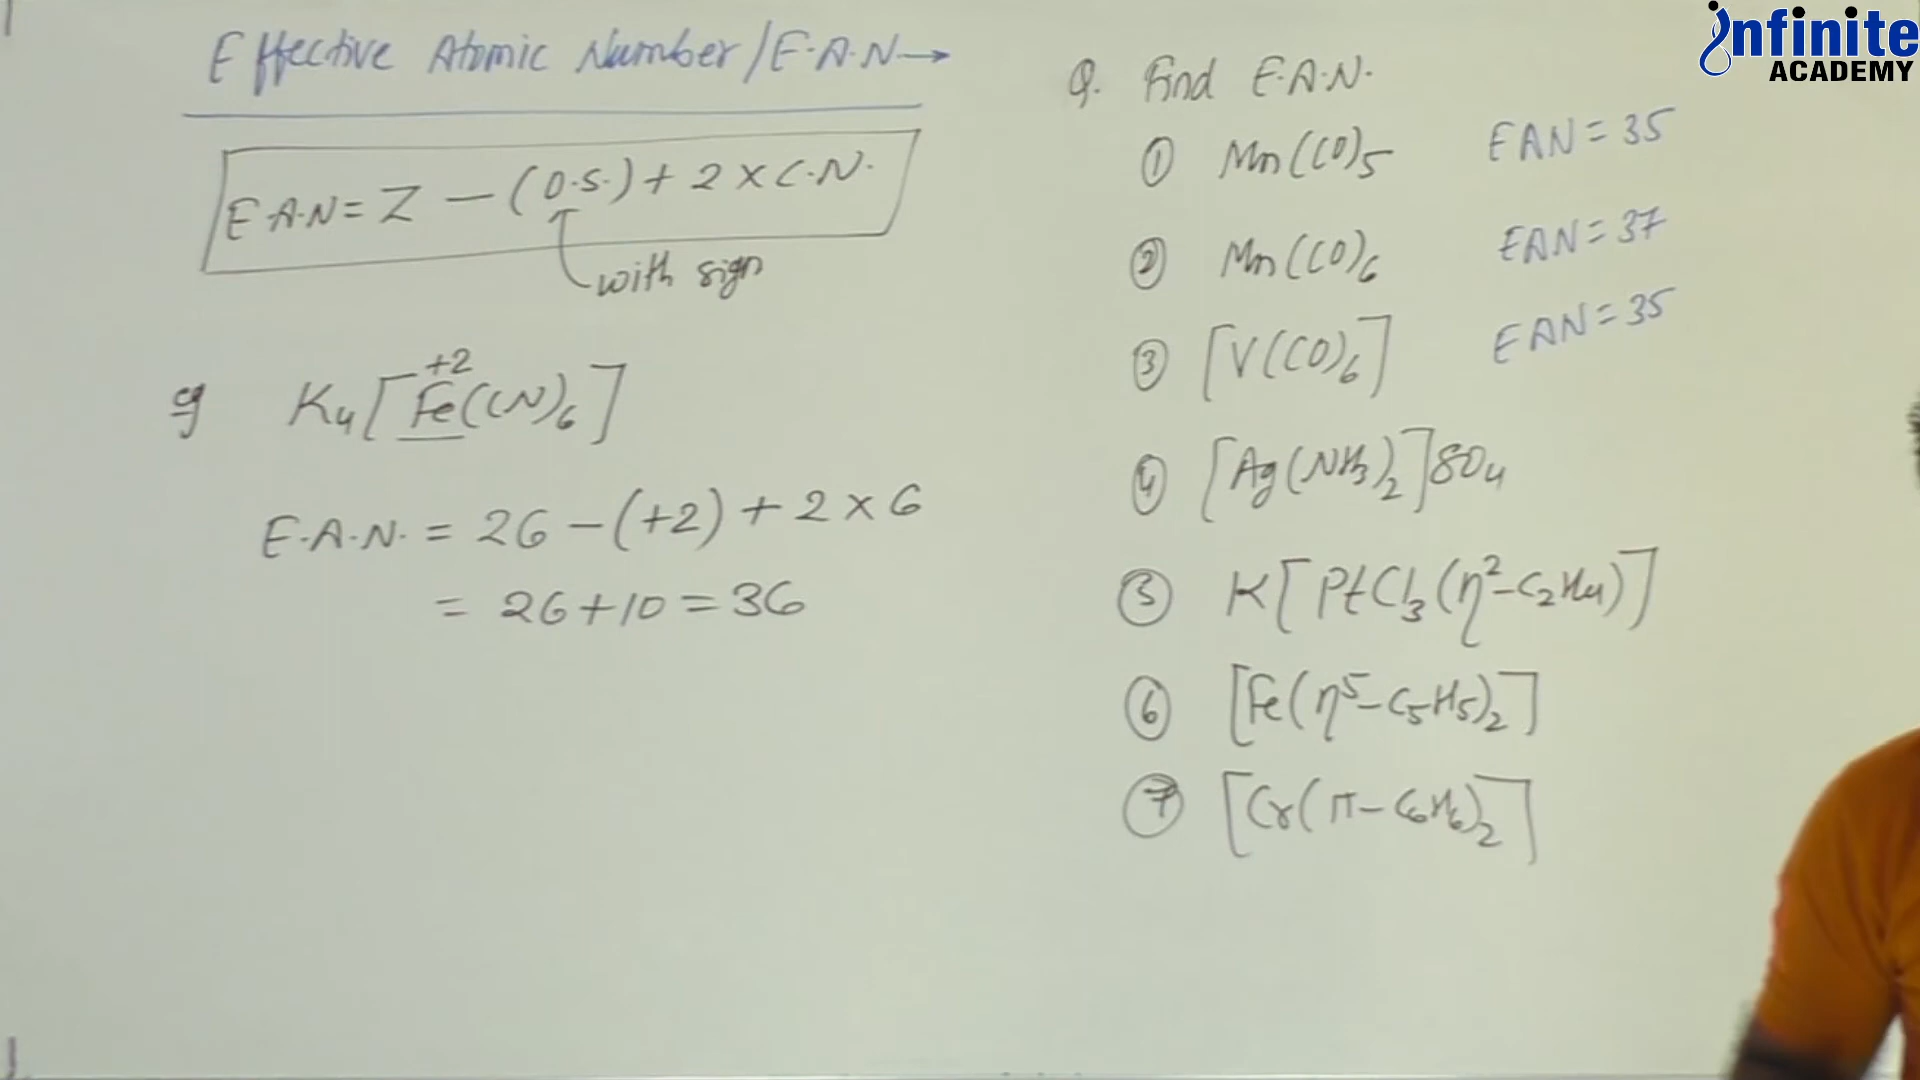 Effective Atomic Number/E.A.N→
E.A.N = Z - (O.S.) + 2 × C.N.
with sign
eg K₄[Fe(CN)₆]
+2
E.A.N. = 26 - (+2) + 2 × 6
= 26 + 10 = 36
Q. Find E.A.N.
① Mn(CO)₅ EAN = 35
② Mn(CO)₆ EAN = 37
③ [V(CO)₆] EAN = 35
④ [Ag(NH₃)₂]SO₄
⑤ K[PtCl₃(η²-C₂H₄)]
⑥ [Fe(η⁵-C₅H₅)₂]
⑦ [Cr(π-C₆H₆)₂]
infinite
ACADEMY